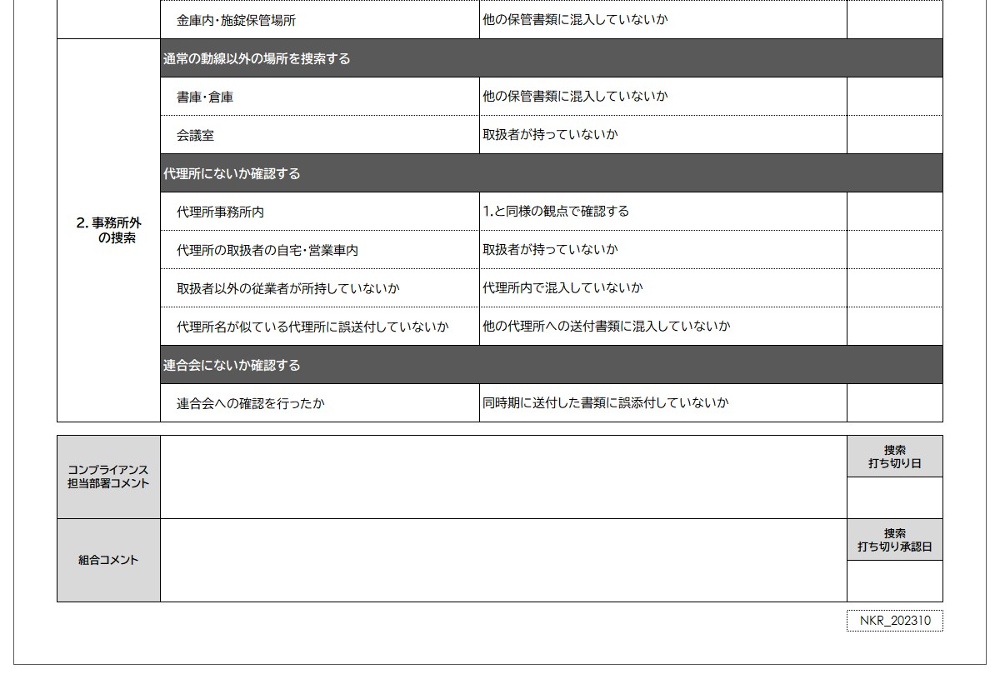 金庫内・施錠保管場所 他の保管書類に混入していないか
通常の動線以外の場所を捜索する
書庫・倉庫 他の保管書類に混入していないか
会議室 取扱者が持っていないか
代理所にないか確認する
2. 事務所外
の捜索
代理所事務所内 1.と同様の観点で確認する
代理所の取扱者の自宅・営業車内 取扱者が持っていないか
取扱者以外の従業者が所持していないか 代理所内で混入していないか
代理所名が似ている代理所に誤送付していないか 他の代理所への送付書類に混入していないか
連合会にないか確認する
連合会への確認を行ったか 同時期に送付した書類に誤添付していないか
コンプライアンス
担当部署コメント
捜索
打ち切り日
組合コメント
捜索
打ち切り承認日
NKR_202310